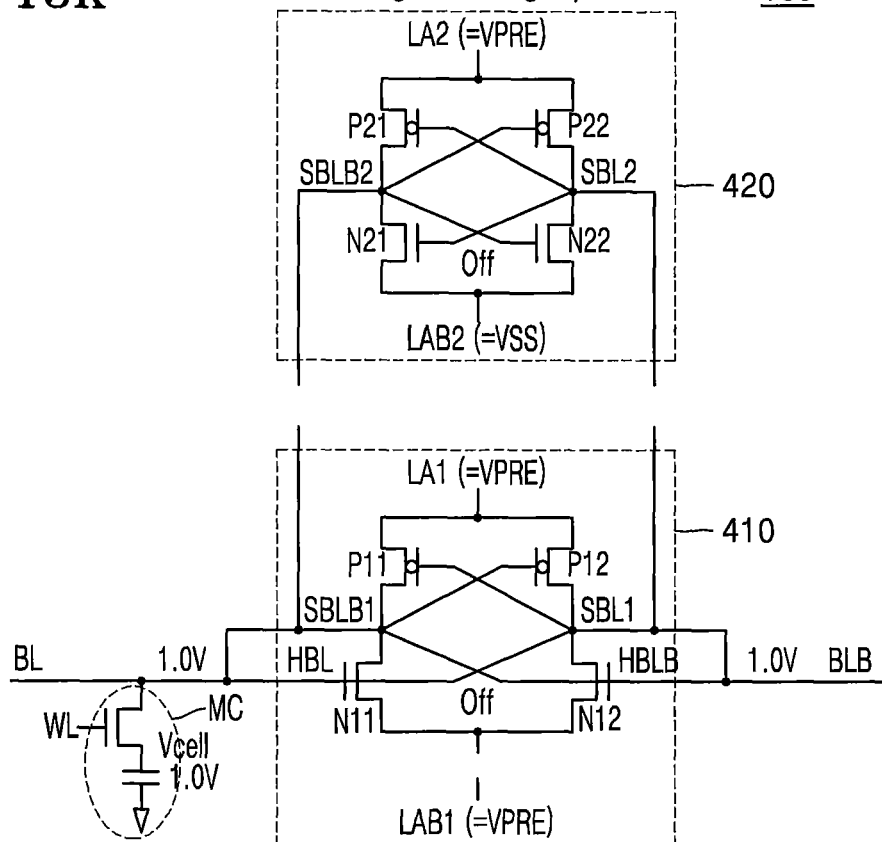 LA2 (=VPRE)
P21
P22
SBLB2
SBL2
420
N21
N22
Off
LAB2 (=VSS)
LA1 (=VPRE)
410
P11
P12
SBLB1
SBL1
BL
1.0V
HBL
HBLB
1.0V
BLB
Off
MC
N11
N12
WL
Vcell
1.0V
LAB1 (=VPRE)